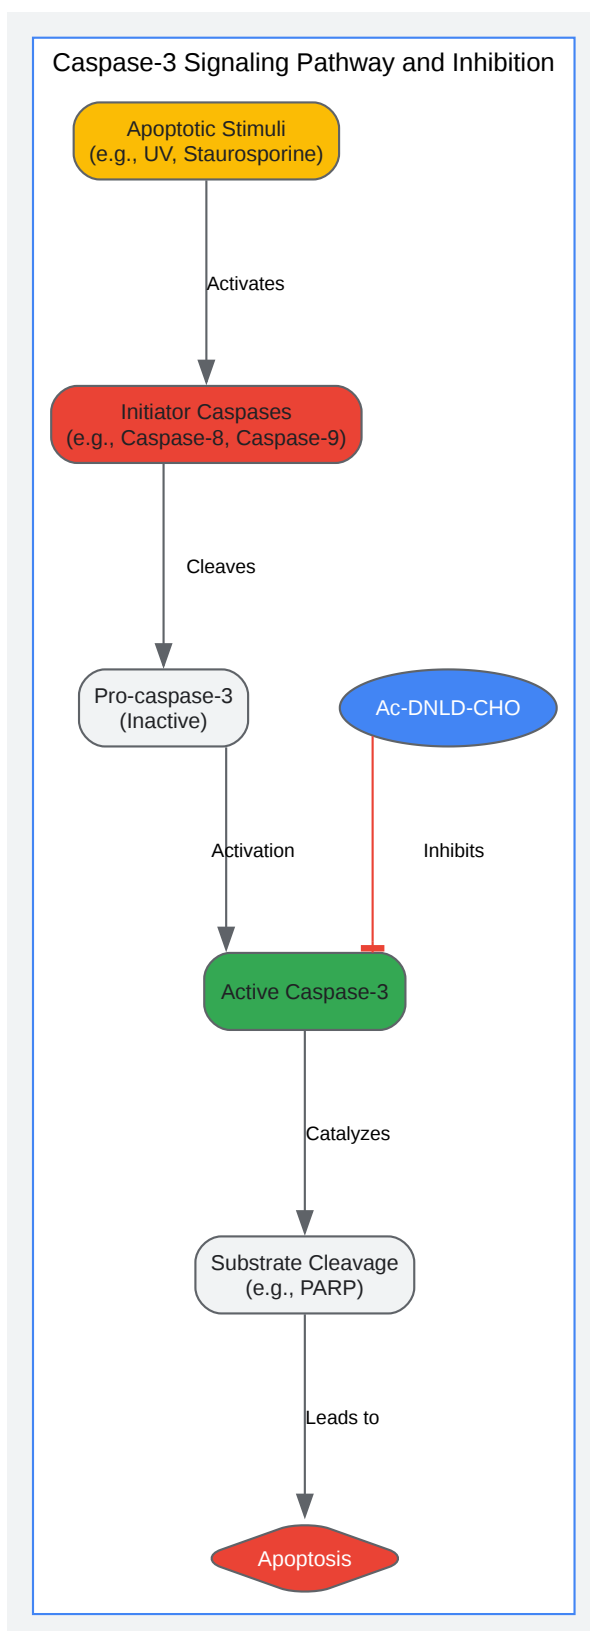 Caspase-3 Signaling Pathway and Inhibition
Apoptotic Stimuli
(e.g., UV, Staurosporine)
Activates
Initiator Caspases
(e.g., Caspase-8, Caspase-9)
Cleaves
Pro-caspase-3
(Inactive)
Ac-DNLD-CHO
Activation
Inhibits
Active Caspase-3
Catalyzes
Substrate Cleavage
(e.g., PARP)
Leads to
Apoptosis